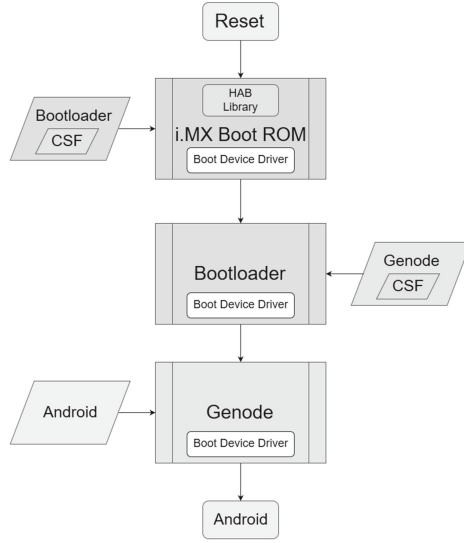 Reset
HAB
Library
Bootloader
CSF
i.MX Boot ROM
Boot Device Driver
Bootloader
Genode
CSF
Boot Device Driver
Android
Genode
Boot Device Driver
Android